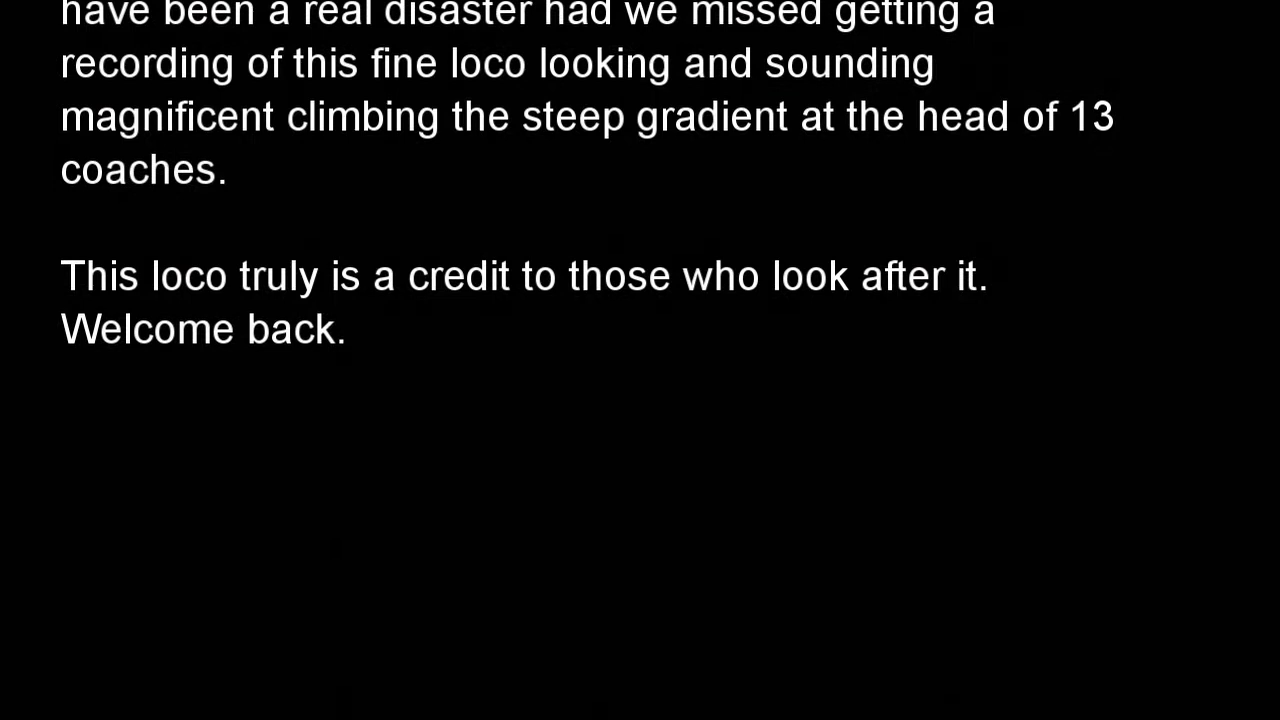 have been a real disaster had we missed getting a
recording of this fine loco looking and sounding
magnificent climbing the steep gradient at the head of 13
coaches.
This loco truly is a credit to those who look after it.
Welcome back.